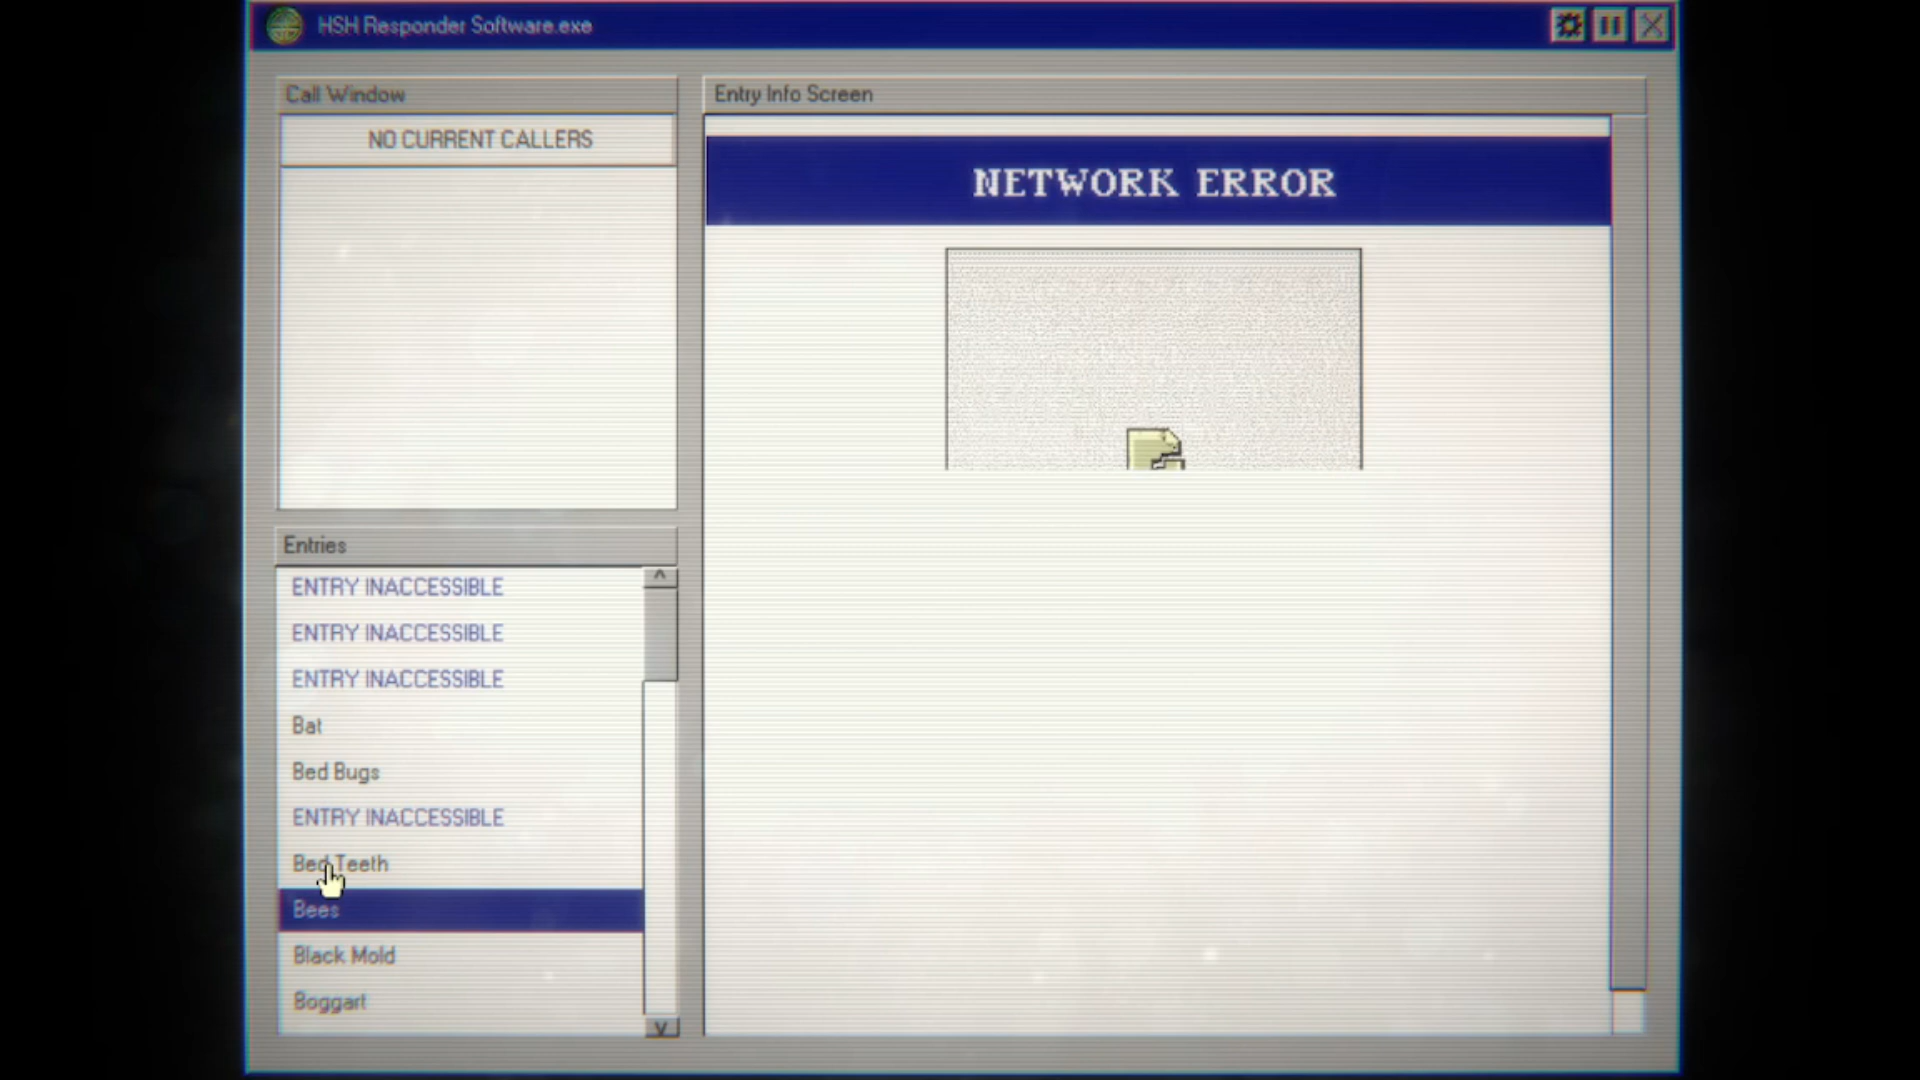 HSH Responder Software.exe
Call Window
NO CURRENT CALLERS
Entry Info Screen
NETWORK ERROR
Entries
ENTRY INACCESSIBLE
ENTRY INACCESSIBLE
ENTRY INACCESSIBLE
Bat
Bed Bugs
ENTRY INACCESSIBLE
Bed Teeth
Bees
Black Mold
Boggart